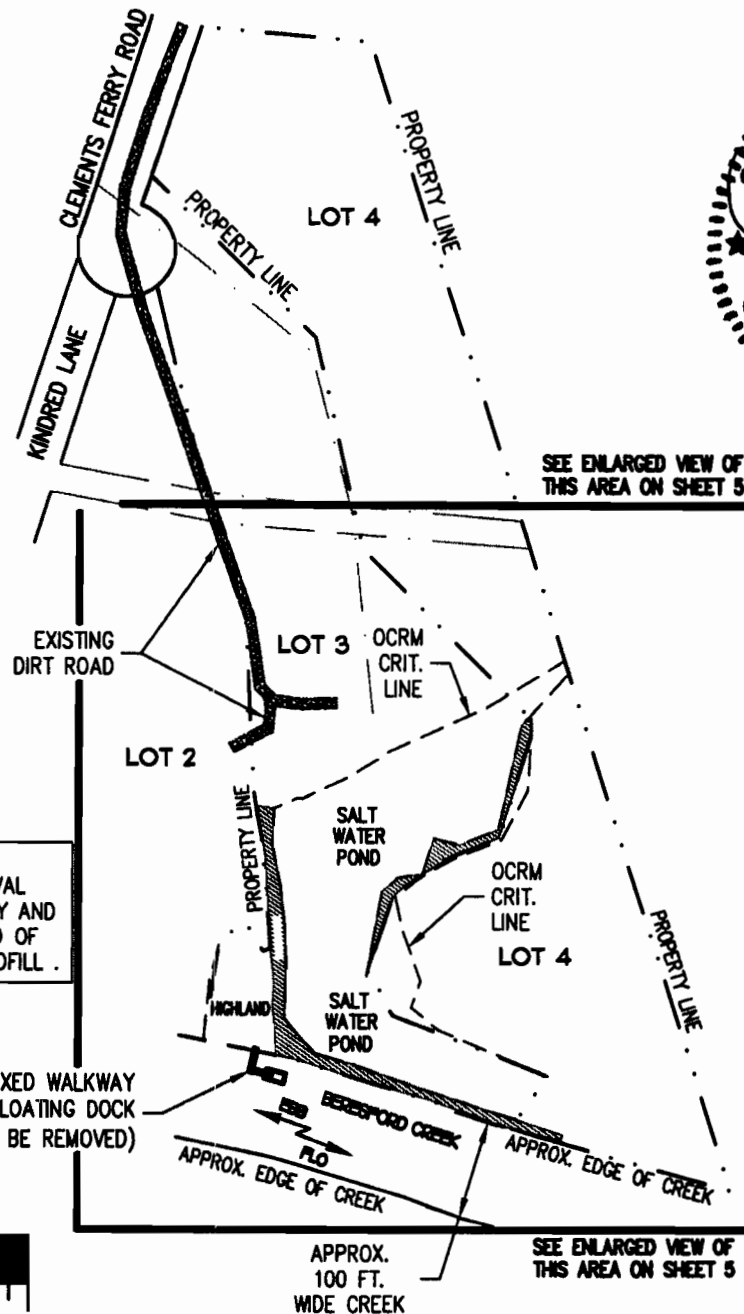 CLEMENTS FERRY ROAD
PROPERTY LINE
LOT 4
PROPERTY LINE
KINDRED LANE
SEE ENLARGED VIEW OF
THIS AREA ON SHEET 5
EXISTING
DIRT ROAD
LOT 3
OCRM
CRIT.
LINE
LOT 2
PROPERTY LINE
SALT
WATER
POND
OCRM
CRIT.
LINE
LOT 4
PROPERTY LINE
VAL
Y AND
) OF
DFILL .
HIGHLAND
SALT
WATER
POND
XED WALKWAY
LOATING DOCK
BE REMOVED)
BERESFORD CREEK
EBB
FLO
APPROX. EDGE OF CREEK
APPROX. EDGE OF CREEK
APPROX.
100 FT.
WIDE CREEK
SEE ENLARGED VIEW OF
THIS AREA ON SHEET 5